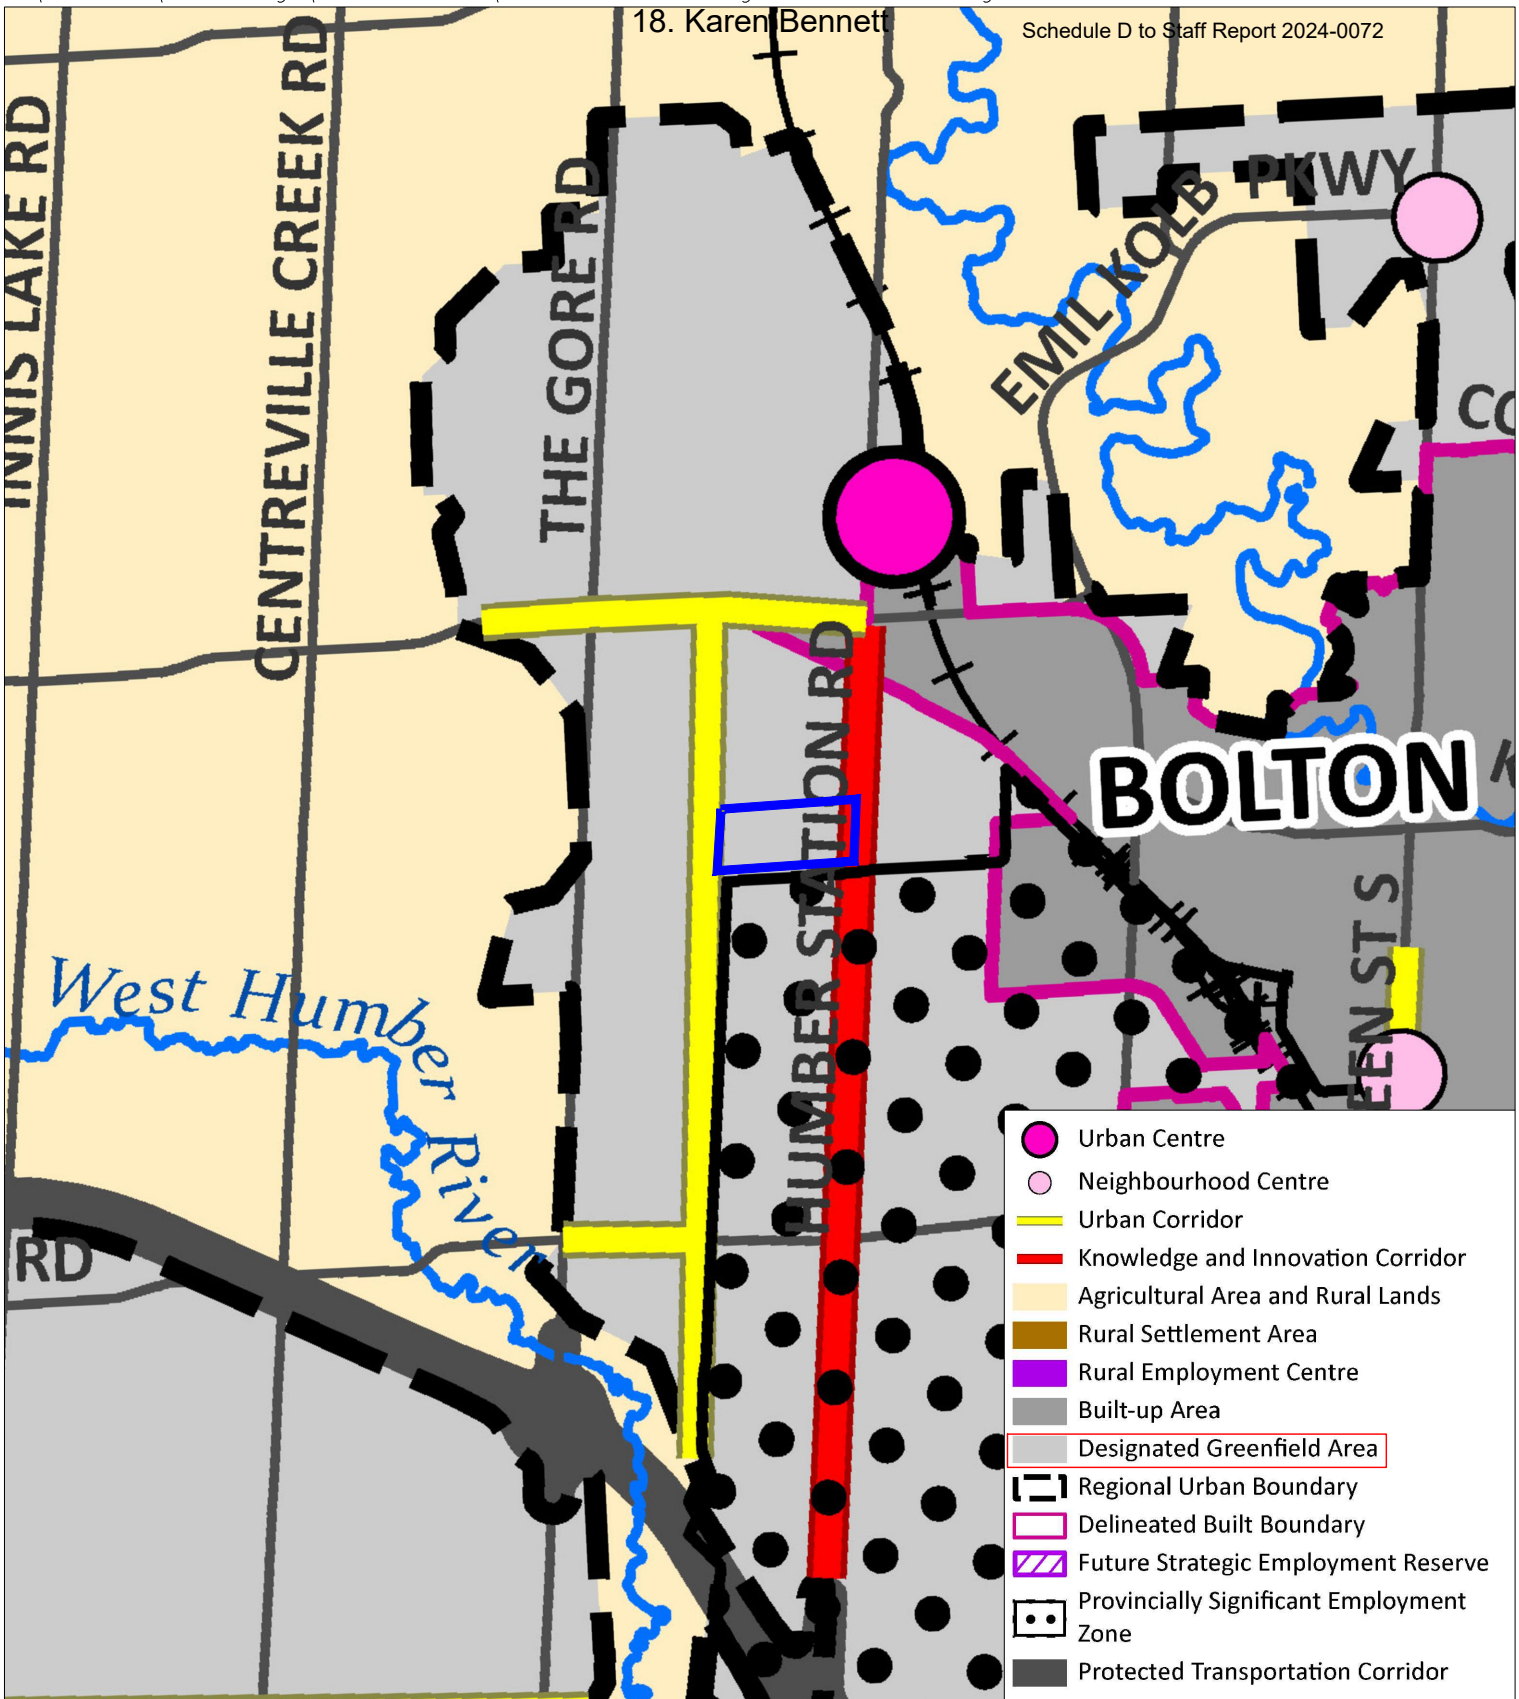 18. Karen Bennett
Schedule D to Staff Report 2024-0072
INNIS LAKE RD
CENTREVILLE CREEK RD
THE GORE RD
EMIL KOLB PKWY
HUMBER STATION RD
BOLTON
West Humber River
RD
Urban Centre
Neighbourhood Centre
Urban Corridor
Knowledge and Innovation Corridor
Agricultural Area and Rural Lands
Rural Settlement Area
Rural Employment Centre
Built-up Area
Designated Greenfield Area
Regional Urban Boundary
Delineated Built Boundary
Future Strategic Employment Reserve
Provincially Significant Employment
Zone
Protected Transportation Corridor